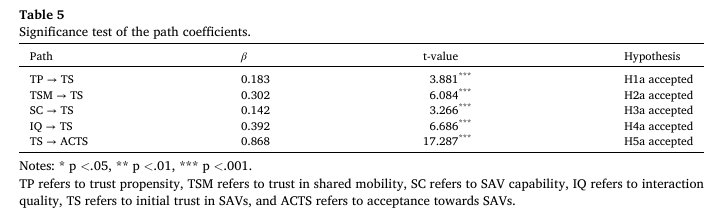 Table 5
Significance test of the path coefficients.
Path β t-value Hypothesis
TP → TS 0.183 3.881*** H1a accepted
TSM → TS 0.302 6.084*** H2a accepted
SC → TS 0.142 3.266*** H3a accepted
IQ → TS 0.392 6.686*** H4a accepted
TS → ACTS 0.868 17.287*** H5a accepted
Notes: * p <.05, ** p <.01, *** p <.001.
TP refers to trust propensity, TSM refers to trust in shared mobility, SC refers to SAV capability, IQ refers to interaction
quality, TS refers to initial trust in SAVs, and ACTS refers to acceptance towards SAVs.